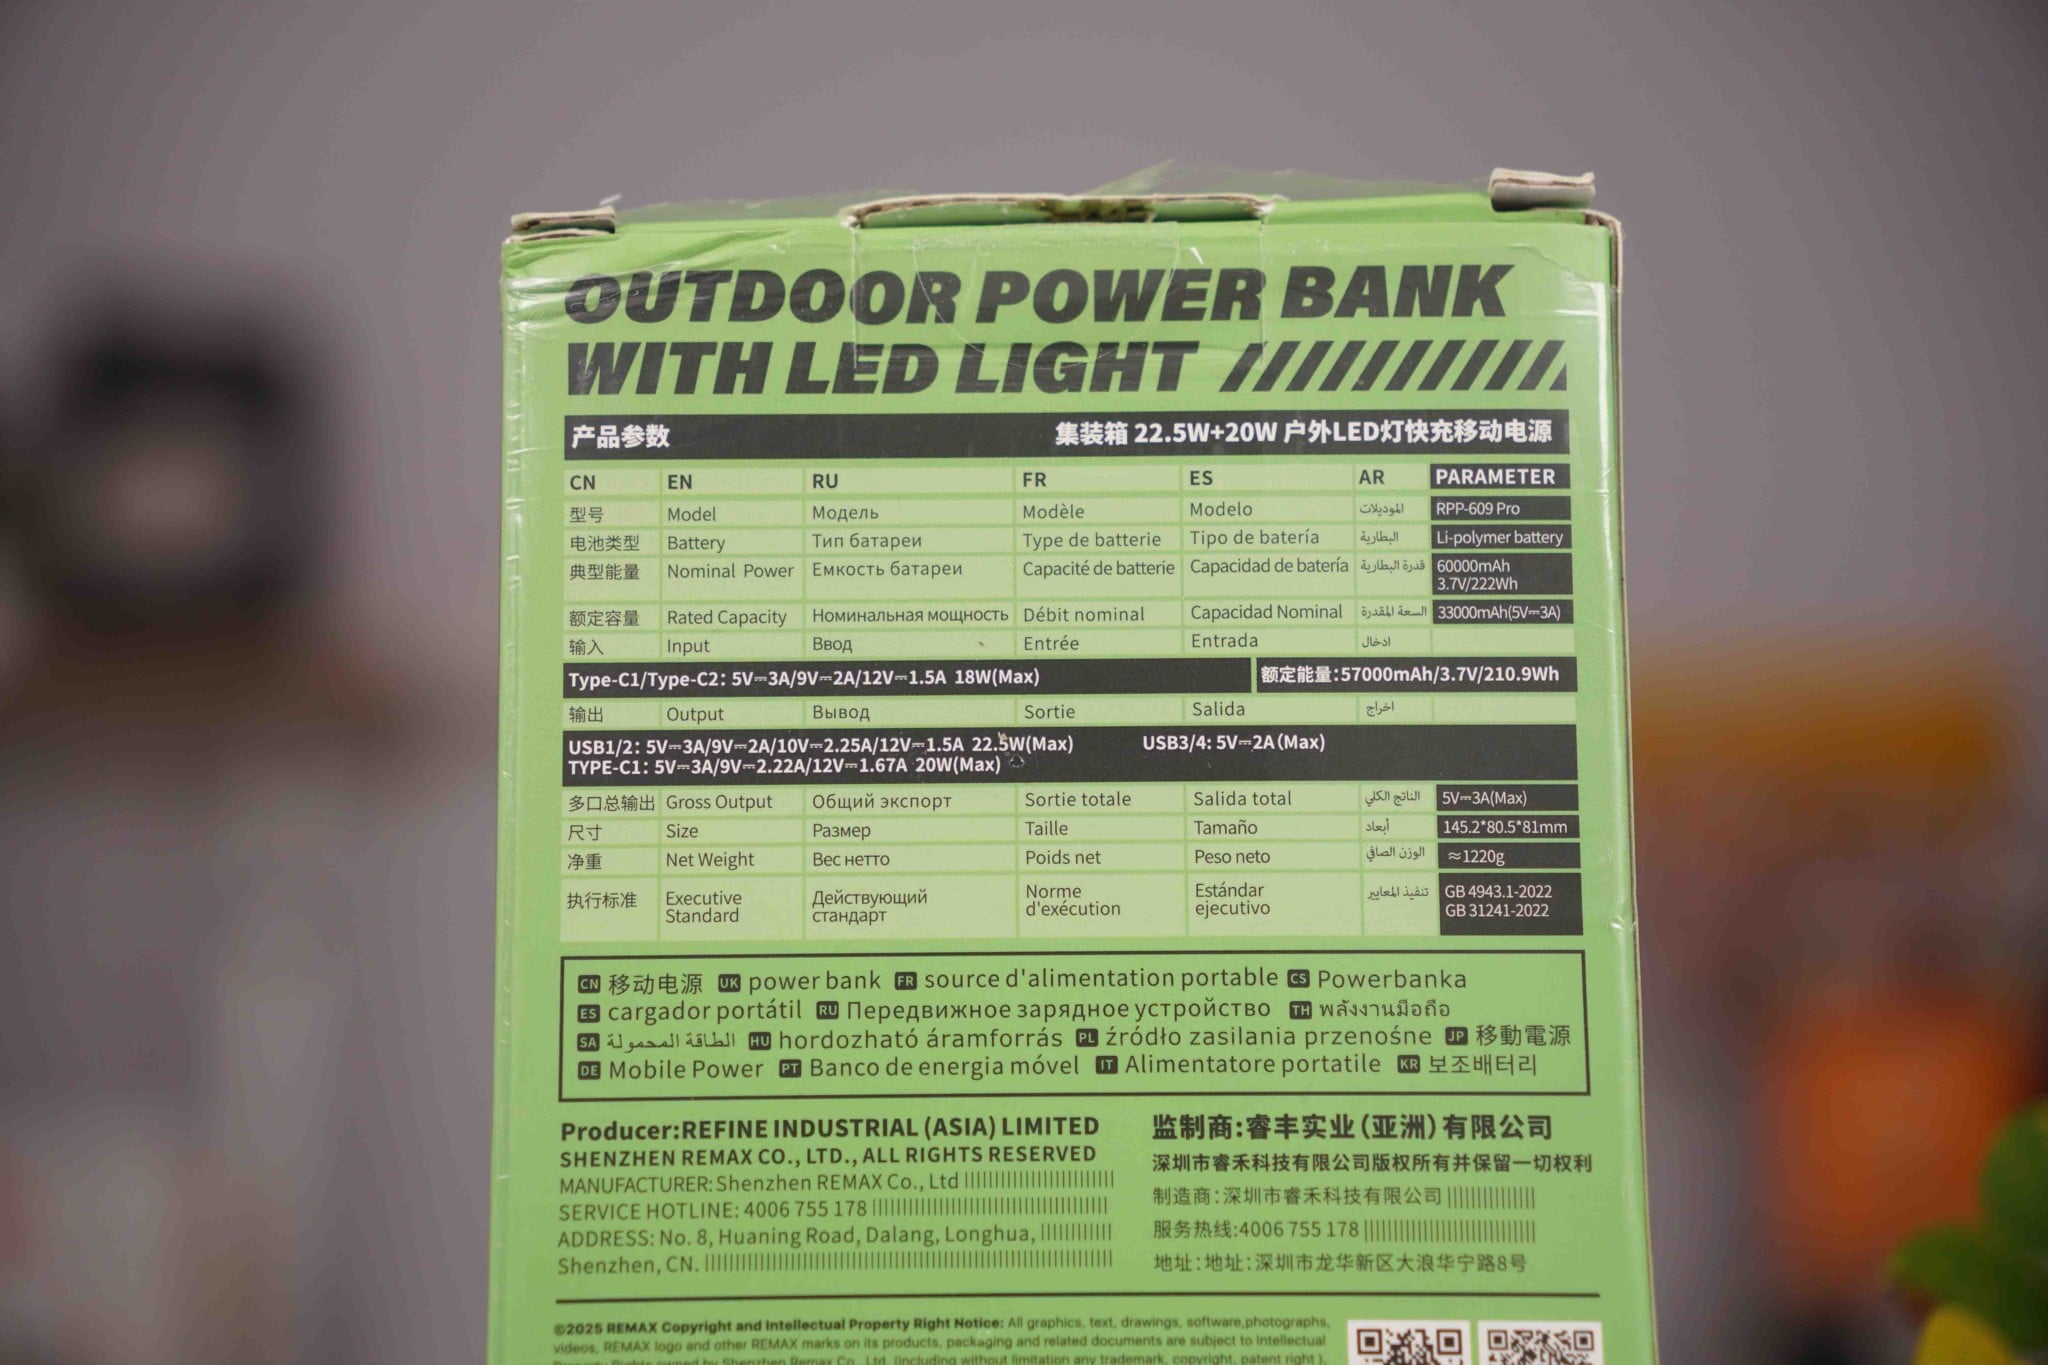 OUTDOOR POWER BANK
WITH LED LIGHT
产品参数 集装箱 22.5W+20W 户外LED灯快充移动电源
CN EN RU FR ES AR PARAMETER
型号 Model Модель Modèle Modelo الموديلات RPP-609 Pro
电池类型 Battery Тип батареи Type de batterie Tipo de batería البطارية Li-polymer battery
典型能量 Nominal Power Емкость батареи Capacité de batterie Capacidad de batería قدرة البطارية 60000mAh
3.7V/222Wh
额定容量 Rated Capacity Номинальная мощность Débit nominal Capacidad Nominal السعة المقدرة 33000mAh(5V⎓3A)
输入 Input Ввод Entrée Entrada ادخال
Type-C1/Type-C2: 5V⎓3A/9V⎓2A/12V⎓1.5A 18W(Max) 额定能量:57000mAh/3.7V/210.9Wh
输出 Output Вывод Sortie Salida اخراج
USB1/2: 5V⎓3A/9V⎓2A/10V⎓2.25A/12V⎓1.5A 22.5W(Max) USB3/4: 5V⎓2A(Max)
TYPE-C1: 5V⎓3A/9V⎓2.22A/12V⎓1.67A 20W(Max)
多口总输出 Gross Output Общий экспорт Sortie totale Salida total الناتج الكلي 5V⎓3A(Max)
尺寸 Size Размер Taille Tamaño أبعاد 145.2*80.5*81mm
净重 Net Weight Вес нетто Poids net Peso neto الوزن الصافي ≈1220g
执行标准 Executive Standard Действующий стандарт Norme d'exécution Estándar ejecutivo تنفيذ المعايير GB 4943.1-2022
GB 31241-2022
CN 移动电源 UK power bank FR source d'alimentation portable CS Powerbanka
ES cargador portátil RU Передвижное зарядное устройство TH พลังงานมือถือ
SA الطاقة المحمولة HU hordozható áramforrás PL źródło zasilania przenośne JP 移動電源
DE Mobile Power PT Banco de energia móvel IT Alimentatore portatile KR 보조배터리
Producer:REFINE INDUSTRIAL (ASIA) LIMITED
SHENZHEN REMAX CO., LTD., ALL RIGHTS RESERVED
MANUFACTURER: Shenzhen REMAX Co., Ltd
SERVICE HOTLINE: 4006 755 178
ADDRESS: No. 8, Huaning Road, Dalang, Longhua,
Shenzhen, CN.
监制商:睿丰实业(亚洲)有限公司
深圳市睿禾科技有限公司版权所有并保留一切权利
制造商:深圳市睿禾科技有限公司
服务热线:4006 755 178
地址:地址:深圳市龙华新区大浪华宁路8号
©2025 REMAX Copyright and Intellectual Property Right Notice: All graphics, text, drawings, software,photographs,
videos, REMAX logo and other REMAX marks on its products, packaging and related documents are subject to Intellectual
Property Rights owned by Shenzhen Remax Co., Ltd. (including without limitation any trademark, copyright, patent right ),